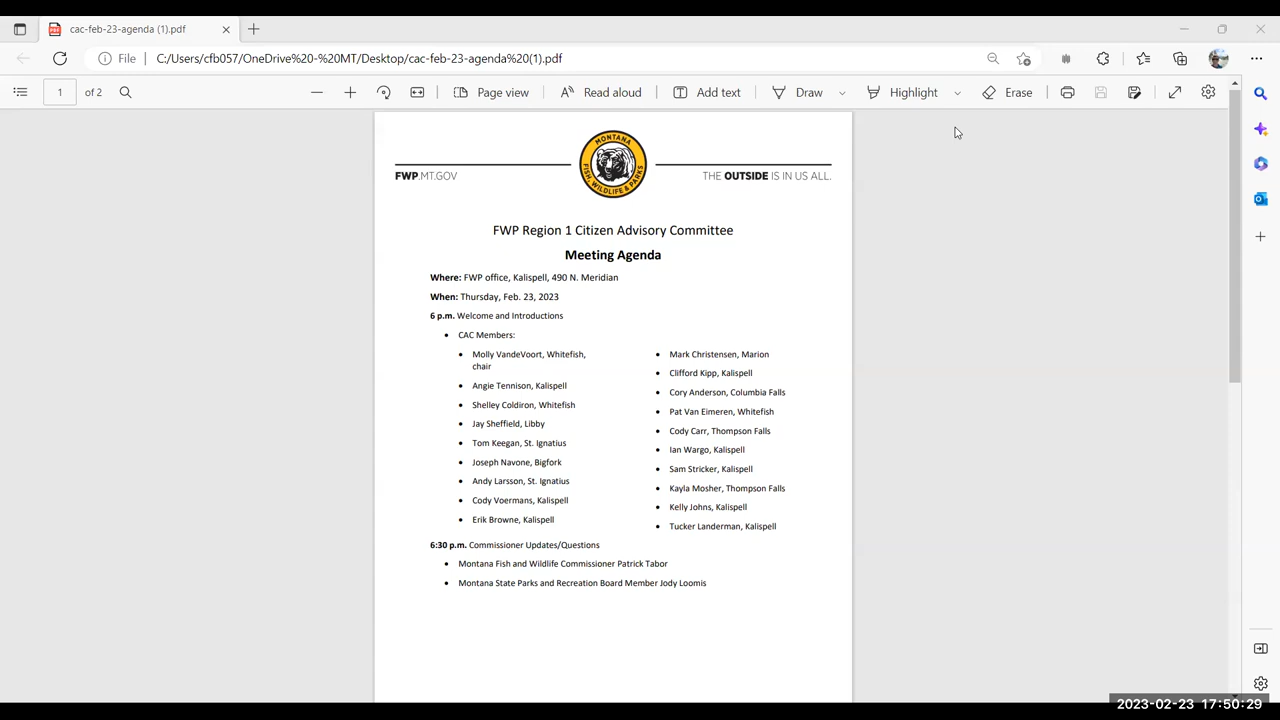 cac-feb-23-agenda (1).pdf
File
C:/Users/cfb057/OneDrive%20-%20MT/Desktop/cac-feb-23-agenda%20(1).pdf
1 of 2
Page view
Read aloud
Add text
Draw
Highlight
Erase
MONTANA
FISH, WILDLIFE & PARKS
FWP.MT.GOV
THE OUTSIDE IS IN US ALL.
FWP Region 1 Citizen Advisory Committee
Meeting Agenda
Where: FWP office, Kalispell, 490 N. Meridian
When: Thursday, Feb. 23, 2023
6 p.m. Welcome and Introductions
• CAC Members:
• Molly VandeVoort, Whitefish,
chair
• Angie Tennison, Kalispell
• Shelley Coldiron, Whitefish
• Jay Sheffield, Libby
• Tom Keegan, St. Ignatius
• Joseph Navone, Bigfork
• Andy Larsson, St. Ignatius
• Cody Voermans, Kalispell
• Erik Browne, Kalispell
• Mark Christensen, Marion
• Clifford Kipp, Kalispell
• Cory Anderson, Columbia Falls
• Pat Van Eimeren, Whitefish
• Cody Carr, Thompson Falls
• Ian Wargo, Kalispell
• Sam Stricker, Kalispell
• Kayla Mosher, Thompson Falls
• Kelly Johns, Kalispell
• Tucker Landerman, Kalispell
6:30 p.m. Commissioner Updates/Questions
• Montana Fish and Wildlife Commissioner Patrick Tabor
• Montana State Parks and Recreation Board Member Jody Loomis
2023-02-23 17:50:29